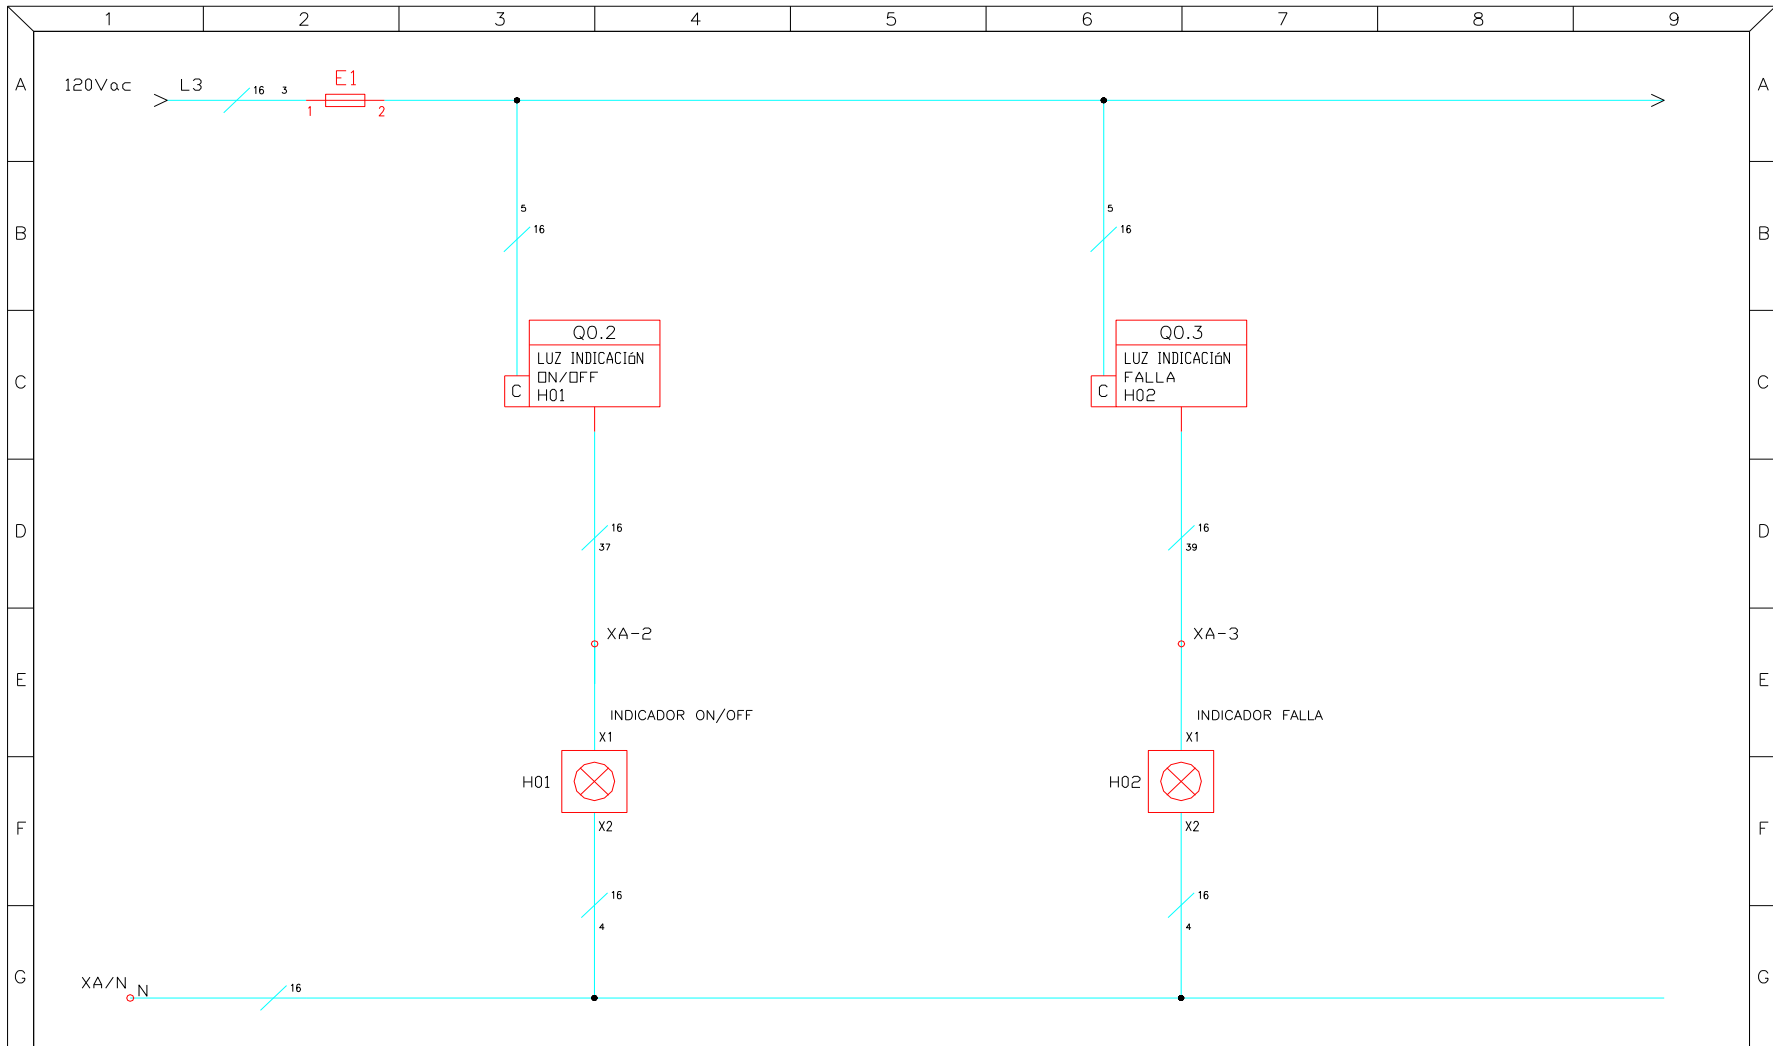 1 2 3 4 5 6 7 8 9
A A
120Vac L3 16 3 E1
1 2
5 5
B 16 16 B
Q0.2 Q0.3
LUZ INDICACIóN LUZ INDICACIóN
C C ON/OFF C FALLA C
H01 H02
16 16
D 37 39 D
XA-2 XA-3
E E
INDICADOR ON/OFF INDICADOR FALLA
X1 X1
H01 H02
F X2 X2 F
16 16
4 4
G XA/N N 16 G